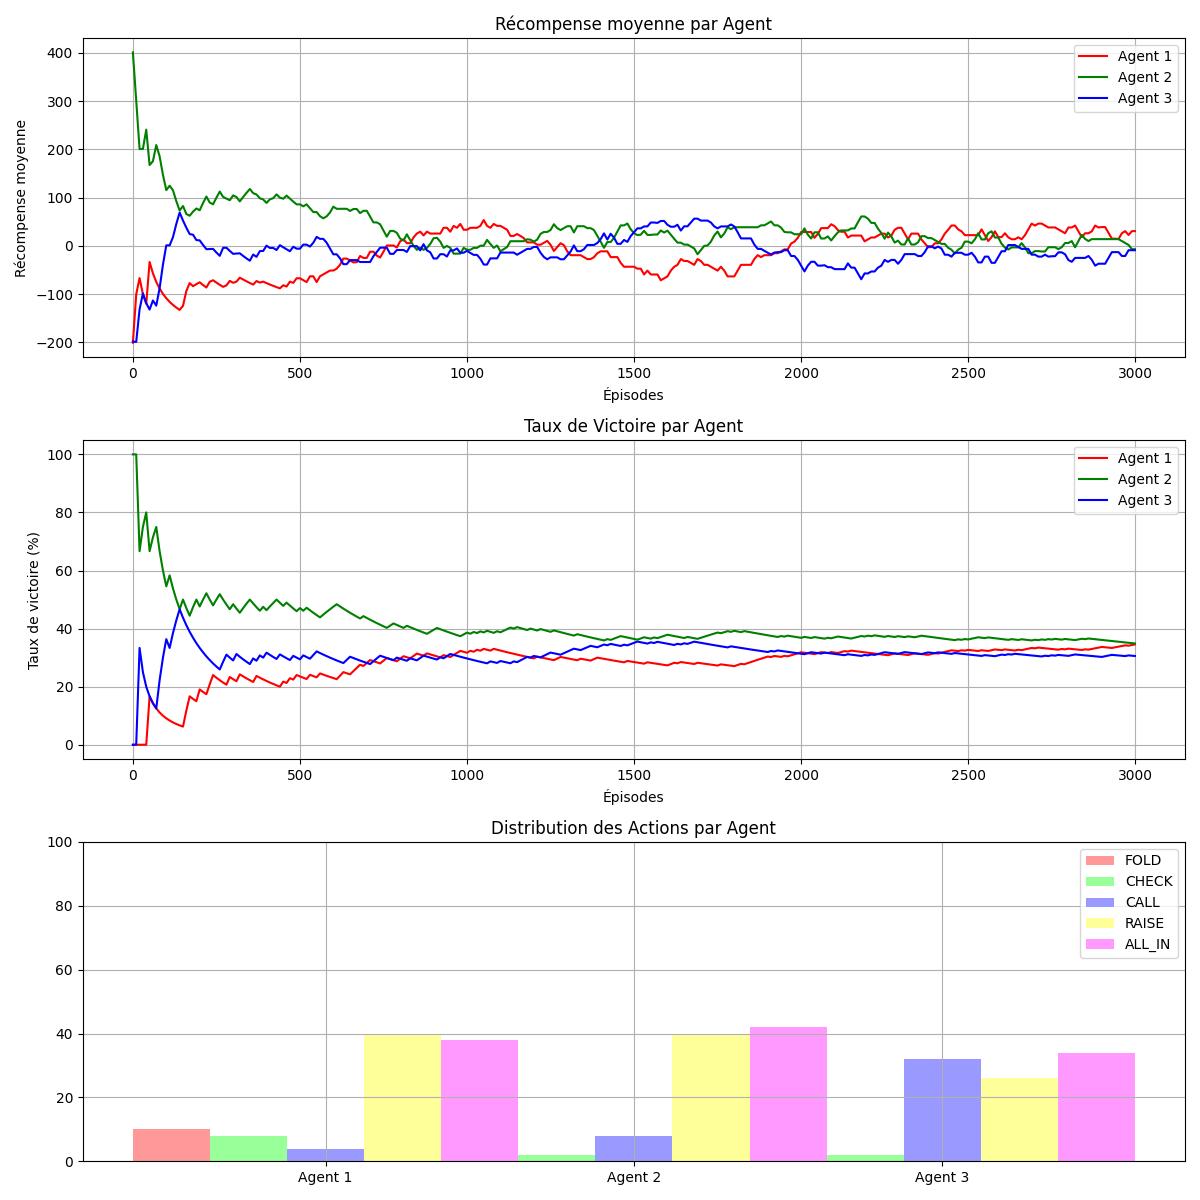 Récompense moyenne par Agent
Récompense moyenne
400
300
200
100
0
−100
−200
0 500 1000 1500 2000 2500 3000
Épisodes
Agent 1
Agent 2
Agent 3
Taux de Victoire par Agent
Taux de victoire (%)
100
80
60
40
20
0
0 500 1000 1500 2000 2500 3000
Épisodes
Agent 1
Agent 2
Agent 3
Distribution des Actions par Agent
100
80
60
40
20
0
Agent 1 Agent 2 Agent 3
FOLD
CHECK
CALL
RAISE
ALL_IN